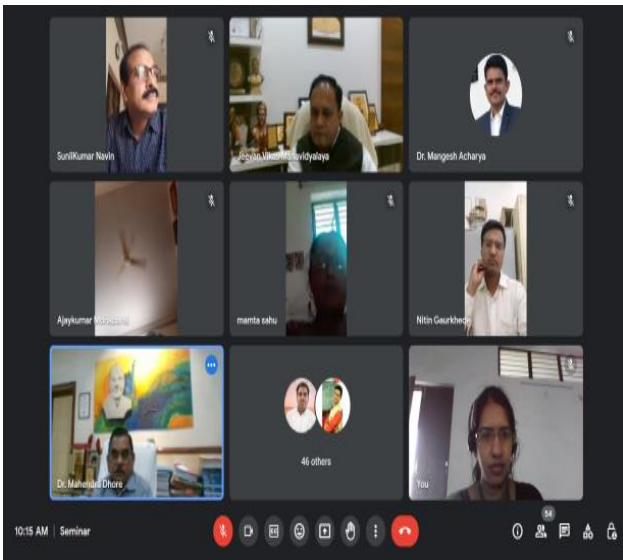 SunilKumar Navin
Jeevan Vikas Mahavidyalaya
Dr. Mangesh Acharya
Ajaykumar
mamta sahu
Nitin Gaurkhede
Dr. Mahendra Dhore
46 others
You
10:15 AM | Seminar
54